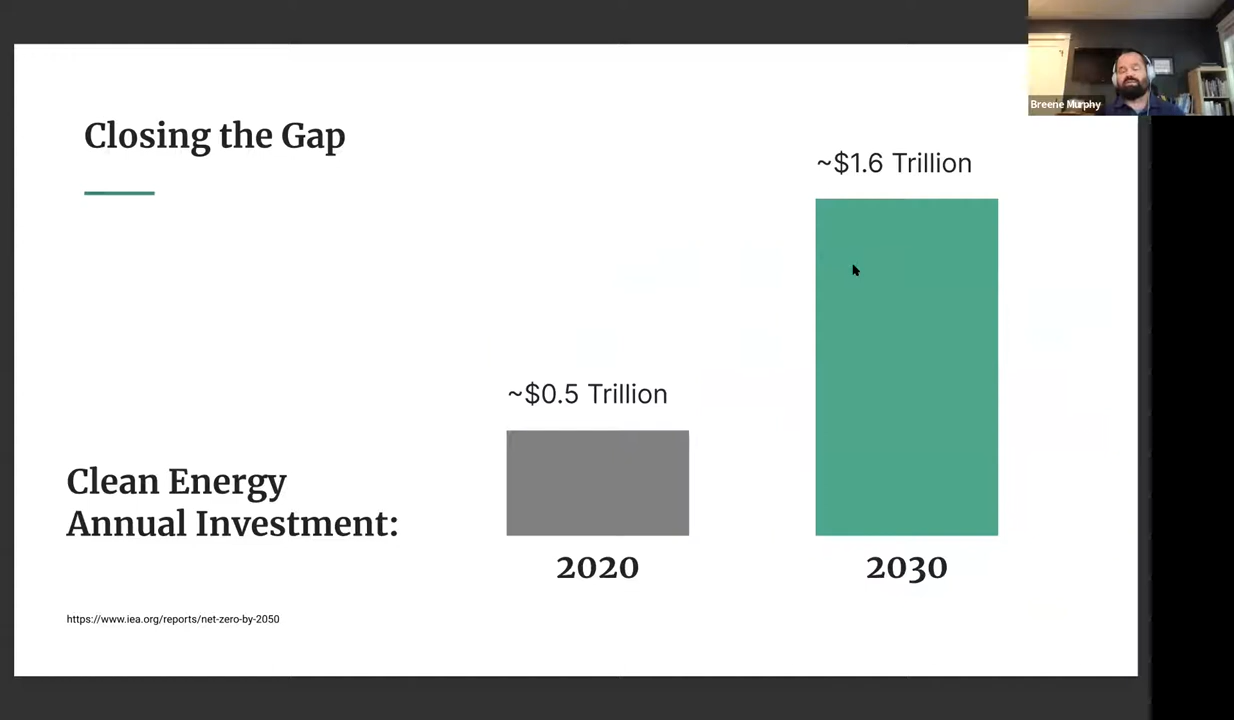 Breene Murphy
Closing the Gap
~$1.6 Trillion
~$0.5 Trillion
Clean Energy
Annual Investment:
2020
2030
https://www.iea.org/reports/net-zero-by-2050